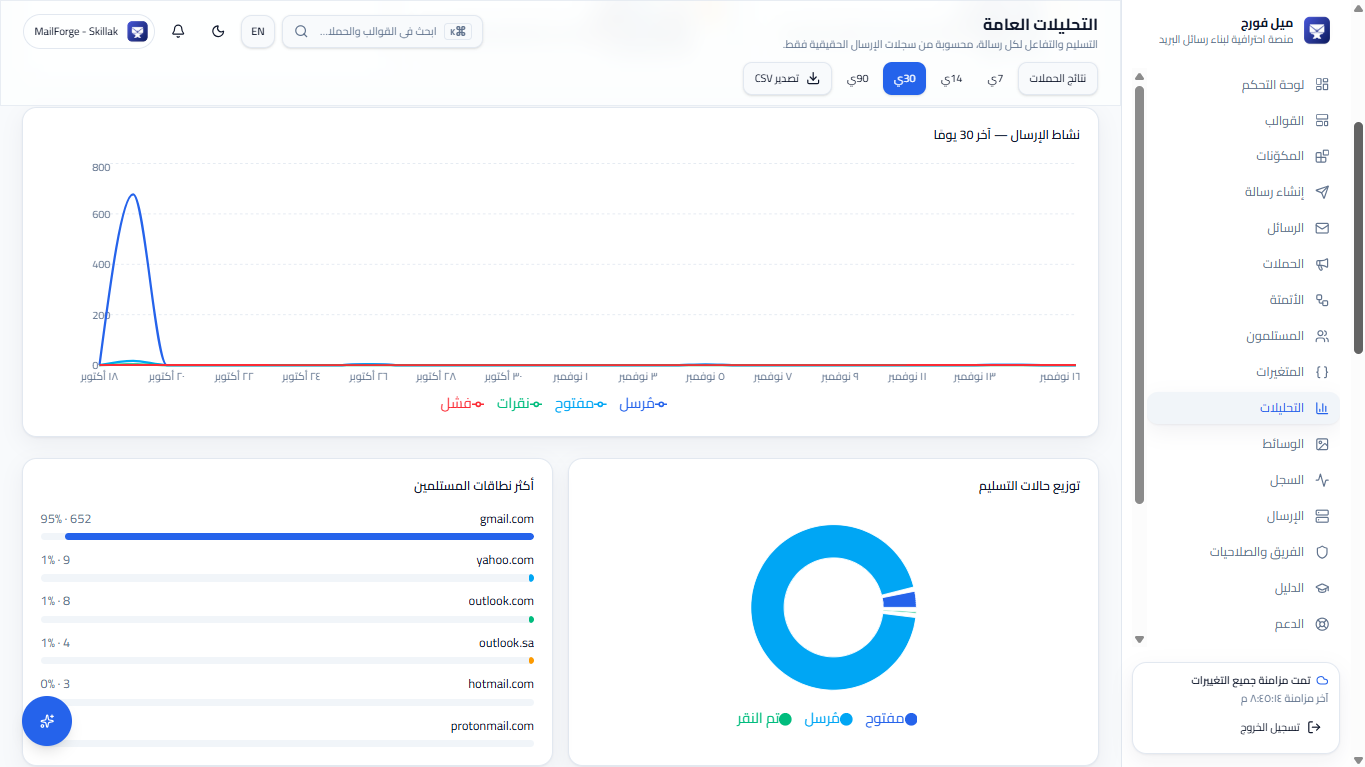 ميل فورج
منصة احترافية لبناء رسائل البريد
لوحة التحكم
القوالب
المكوّنات
إنشاء رسالة
الرسائل
الحملات
الأتمتة
المستلمون
المتغيرات
التحليلات
الوسائط
السجل
الإرسال
الفريق والصلاحيات
الدليل
الدعم
تمت مزامنة جميع التغييرات
آخر مزامنة ٨:٤٥:١٤ م
تسجيل الخروج
التحليلات العامة
التسليم والتفاعل لكل رسالة، محسوبة من سجلات الإرسال الحقيقية فقط.
ابحث في القوالب والحملا... ⌘K
EN
MailForge - Skillak
نتائج الحملات
7ي
14ي
30ي
90ي
تصدير CSV
نشاط الإرسال — آخر 30 يومًا
800
600
400
200
0
١٨ أكتوبر ٢٠ أكتوبر ٢٢ أكتوبر ٢٤ أكتوبر ٢٦ أكتوبر ٢٨ أكتوبر ٣٠ أكتوبر ١ نوفمبر ٣ نوفمبر ٥ نوفمبر ٧ نوفمبر ٩ نوفمبر ١١ نوفمبر ١٣ نوفمبر ١٦ نوفمبر
مُرسل مفتوح نقرات فشل
توزيع حالات التسليم
مفتوح مُرسل تم النقر
أكثر نطاقات المستلمين
gmail.com
652 · 95%
yahoo.com
9 · 1%
outlook.com
8 · 1%
outlook.sa
4 · 1%
hotmail.com
3 · 0%
protonmail.com